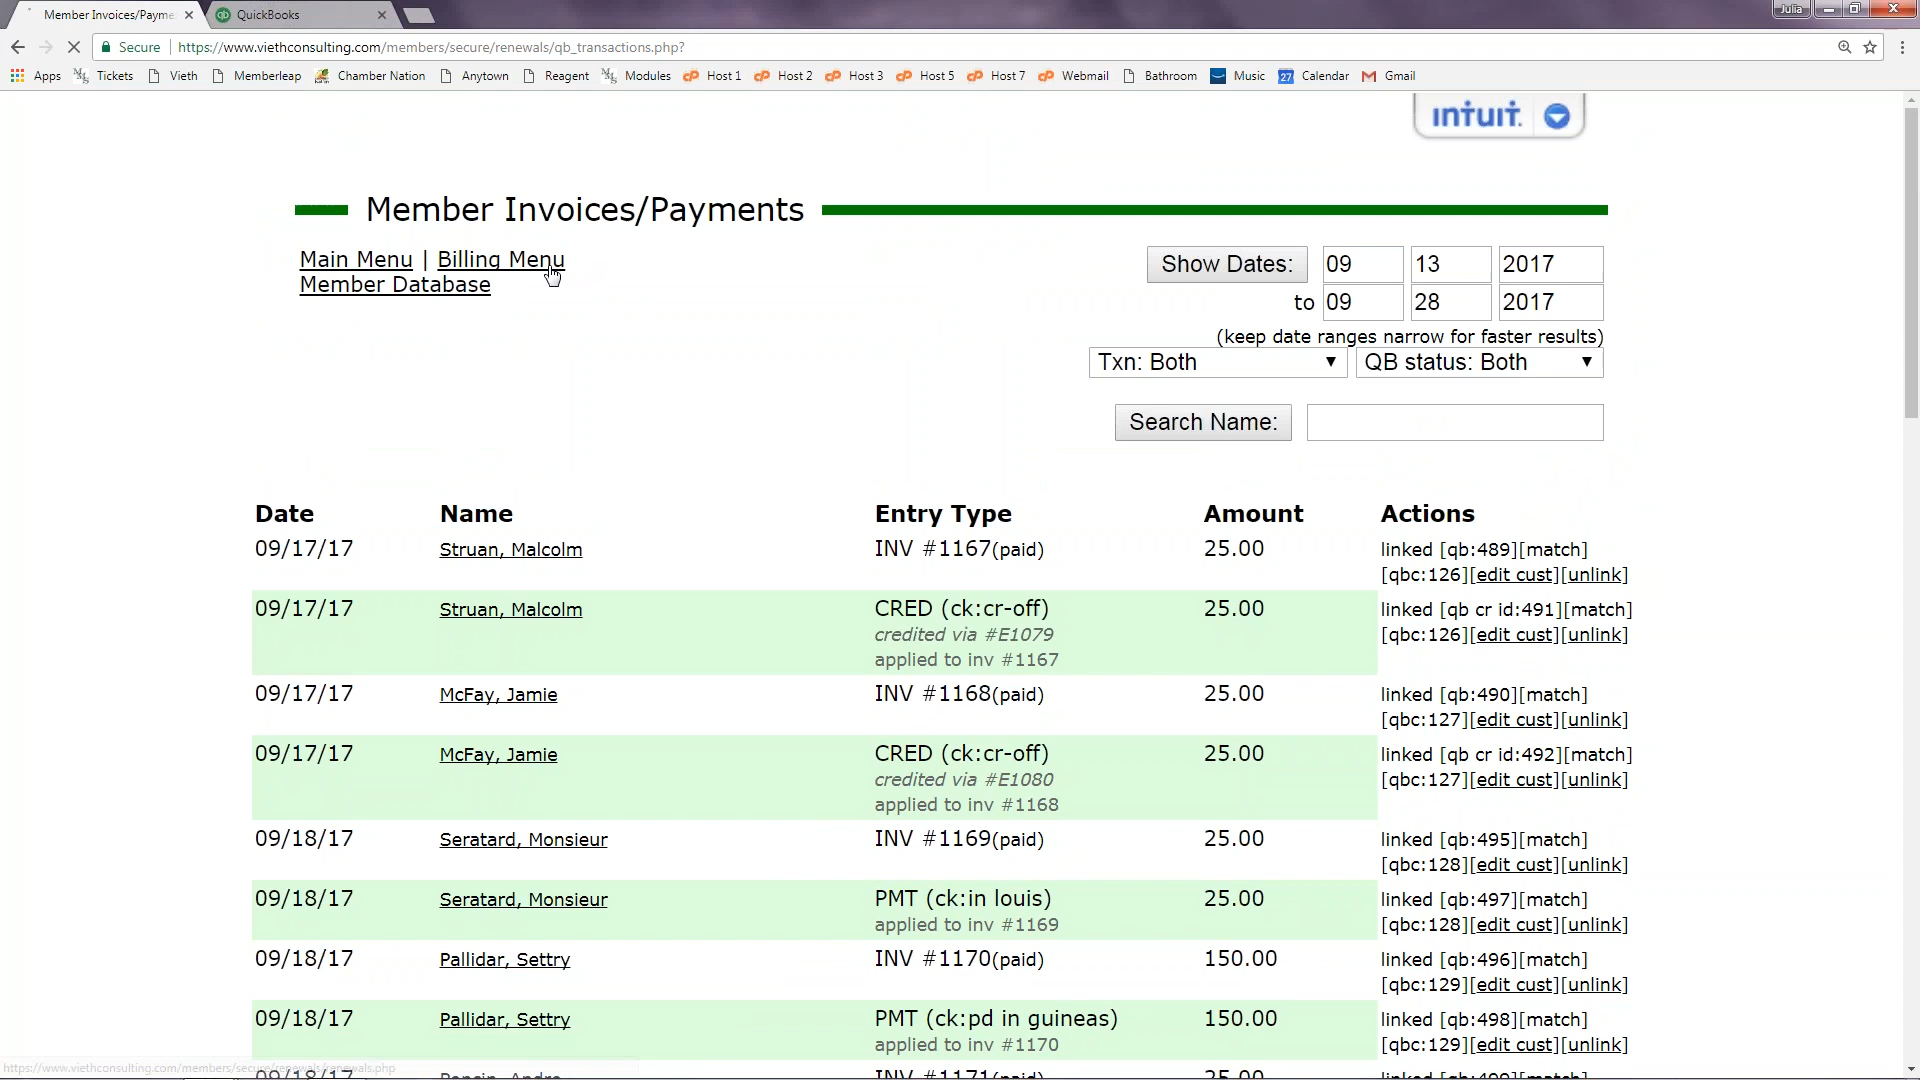 Member Invoices/Payme
QuickBooks
Julia
Secure
https://www.viethconsulting.com/members/secure/renewals/qb_transactions.php?
Apps
Tickets
Vieth
Memberleap
Chamber Nation
Anytown
Reagent
Modules
Host 1
Host 2
Host 3
Host 5
Host 7
Webmail
Bathroom
Music
27 Calendar
Gmail
intuit.
Member Invoices/Payments
Main Menu | Billing Menu
Member Database
Show Dates: 09 13 2017
to 09 28 2017
(keep date ranges narrow for faster results)
Txn: Both
QB status: Both
Search Name:
Date Name Entry Type Amount Actions
09/17/17 Struan, Malcolm INV #1167(paid) 25.00 linked [qb:489][match]
[qbc:126][edit cust][unlink]
09/17/17 Struan, Malcolm CRED (ck:cr-off) 25.00 linked [qb cr id:491][match]
credited via #E1079 [qbc:126][edit cust][unlink]
applied to inv #1167
09/17/17 McFay, Jamie INV #1168(paid) 25.00 linked [qb:490][match]
[qbc:127][edit cust][unlink]
09/17/17 McFay, Jamie CRED (ck:cr-off) 25.00 linked [qb cr id:492][match]
credited via #E1080 [qbc:127][edit cust][unlink]
applied to inv #1168
09/18/17 Seratard, Monsieur INV #1169(paid) 25.00 linked [qb:495][match]
[qbc:128][edit cust][unlink]
09/18/17 Seratard, Monsieur PMT (ck:in louis) 25.00 linked [qb:497][match]
applied to inv #1169 [qbc:128][edit cust][unlink]
09/18/17 Pallidar, Settry INV #1170(paid) 150.00 linked [qb:496][match]
[qbc:129][edit cust][unlink]
09/18/17 Pallidar, Settry PMT (ck:pd in guineas) 150.00 linked [qb:498][match]
applied to inv #1170 [qbc:129][edit cust][unlink]
https://www.viethconsulting.com/members/secure/renewals/renewals.php